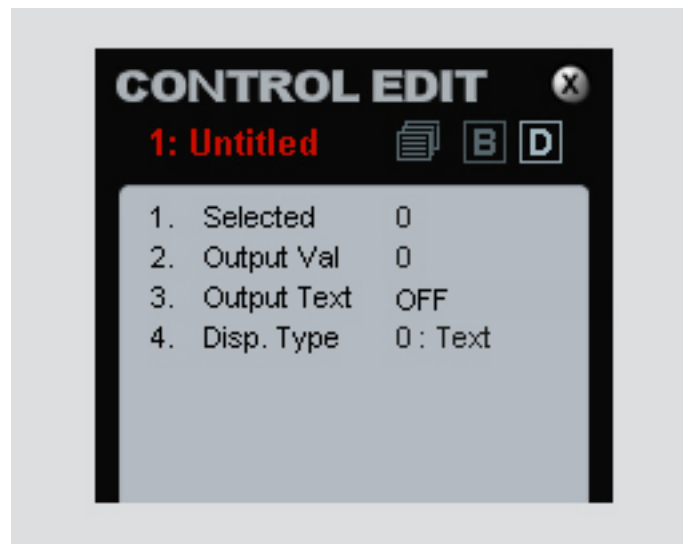 CONTROL EDIT X
1: Untitled B D
1. Selected 0
2. Output Val 0
3. Output Text OFF
4. Disp. Type 0 : Text